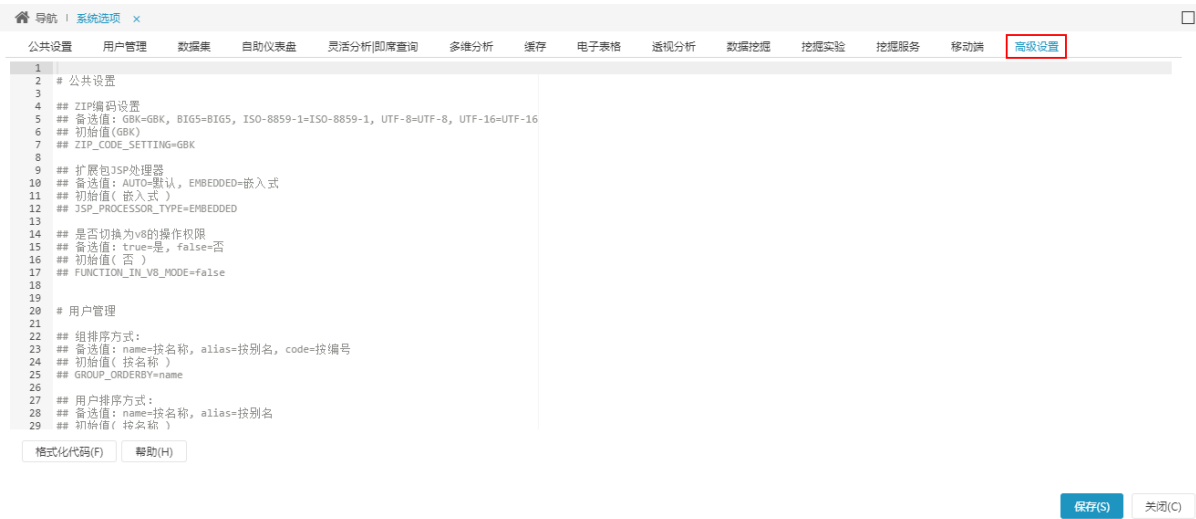 导航 | 系统选项 ×
公共设置 用户管理 数据集 自助仪表盘 灵活分析|即席查询 多维分析 缓存 电子表格 透视分析 数据挖掘 挖掘实验 挖掘服务 移动端 高级设置
1
2 # 公共设置
3
4 ## ZIP编码设置
5 ## 备选值: GBK=GBK, BIG5=BIG5, ISO-8859-1=ISO-8859-1, UTF-8=UTF-8, UTF-16=UTF-16
6 ## 初始值(GBK)
7 ## ZIP_CODE_SETTING=GBK
8
9 ## 扩展包JSP处理器
10 ## 备选值: AUTO=默认, EMBEDDED=嵌入式
11 ## 初始值( 嵌入式 )
12 ## JSP_PROCESSOR_TYPE=EMBEDDED
13
14 ## 是否切换为v8的操作权限
15 ## 备选值: true=是, false=否
16 ## 初始值( 否 )
17 ## FUNCTION_IN_V8_MODE=false
18
19
20 # 用户管理
21
22 ## 组排序方式:
23 ## 备选值: name=按名称, alias=按别名, code=按编号
24 ## 初始值( 按名称 )
25 ## GROUP_ORDERBY=name
26
27 ## 用户排序方式:
28 ## 备选值: name=按名称, alias=按别名
29 ## 初始值( 按名称 )
格式化代码(F) 帮助(H)
保存(S) 关闭(C)